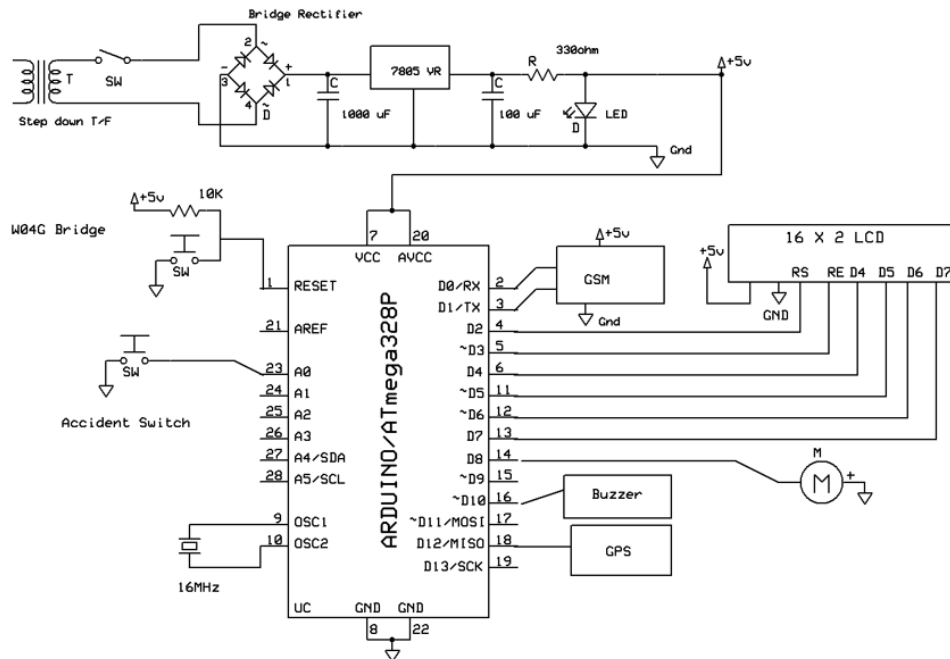 Bridge Rectifier
T
SW
Step down T/F
2
~
-
+
3
1
4
~
D
C
1000 uF
7805 VR
C
100 uF
R
330ohm
D
LED
+5v
Gnd
+5v
10K
W04G Bridge
SW
SW
Accident Switch
16MHz
7
20
VCC
AVCC
1
RESET
21
AREF
23
A0
24
A1
25
A2
26
A3
27
A4/SDA
28
A5/SCL
9
OSC1
10
OSC2
UC
GND
GND
8
22
ARDUINO/ATmega328P
D0/RX
2
D1/TX
3
D2
4
~D3
5
D4
6
~D5
11
~D6
12
D7
13
D8
14
~D9
15
~D10
16
~D11/MOSI
17
D12/MISO
18
D13/SCK
19
+5v
GSM
Gnd
16 X 2 LCD
RS RE D4 D5 D6 D7
+5v
GND
M
M
+
Buzzer
GPS